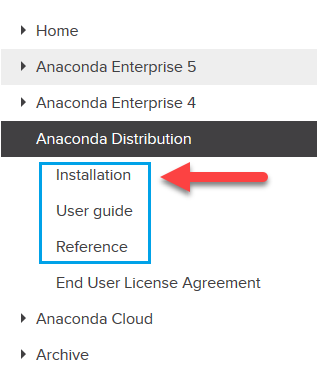 Home
Anaconda Enterprise 5
Anaconda Enterprise 4
Anaconda Distribution
Installation
User guide
Reference
End User License Agreement
Anaconda Cloud
Archive